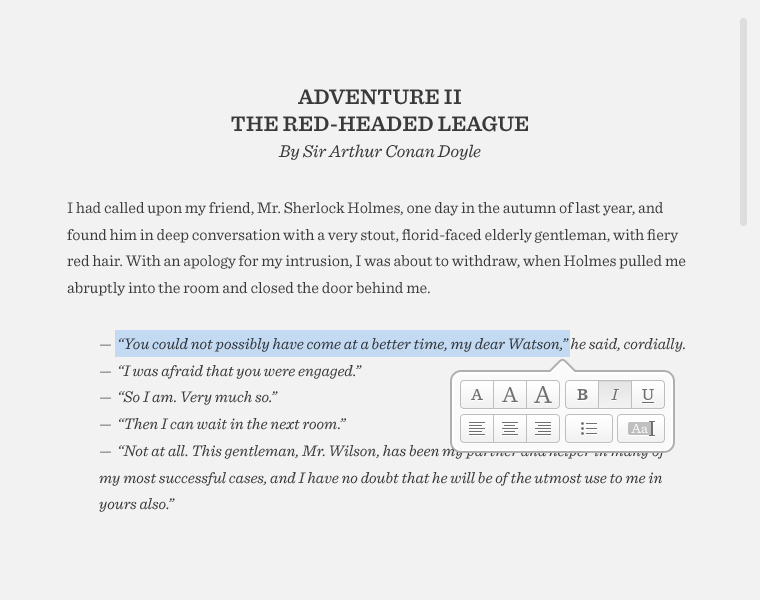 ADVENTURE II
THE RED-HEADED LEAGUE
By Sir Arthur Conan Doyle
I had called upon my friend, Mr. Sherlock Holmes, one day in the autumn of last year, and
found him in deep conversation with a very stout, florid-faced elderly gentleman, with fiery
red hair. With an apology for my intrusion, I was about to withdraw, when Holmes pulled me
abruptly into the room and closed the door behind me.
— “You could not possibly have come at a better time, my dear Watson,” he said, cordially.
— “I was afraid that you were engaged.”
A A A B I U
— “So I am. Very much so.”
— “Then I can wait in the next room.”
Aa
— “Not at all. This gentleman, Mr. Wilson, has been my partner and helper in many of
my most successful cases, and I have no doubt that he will be of the utmost use to me in
yours also.”